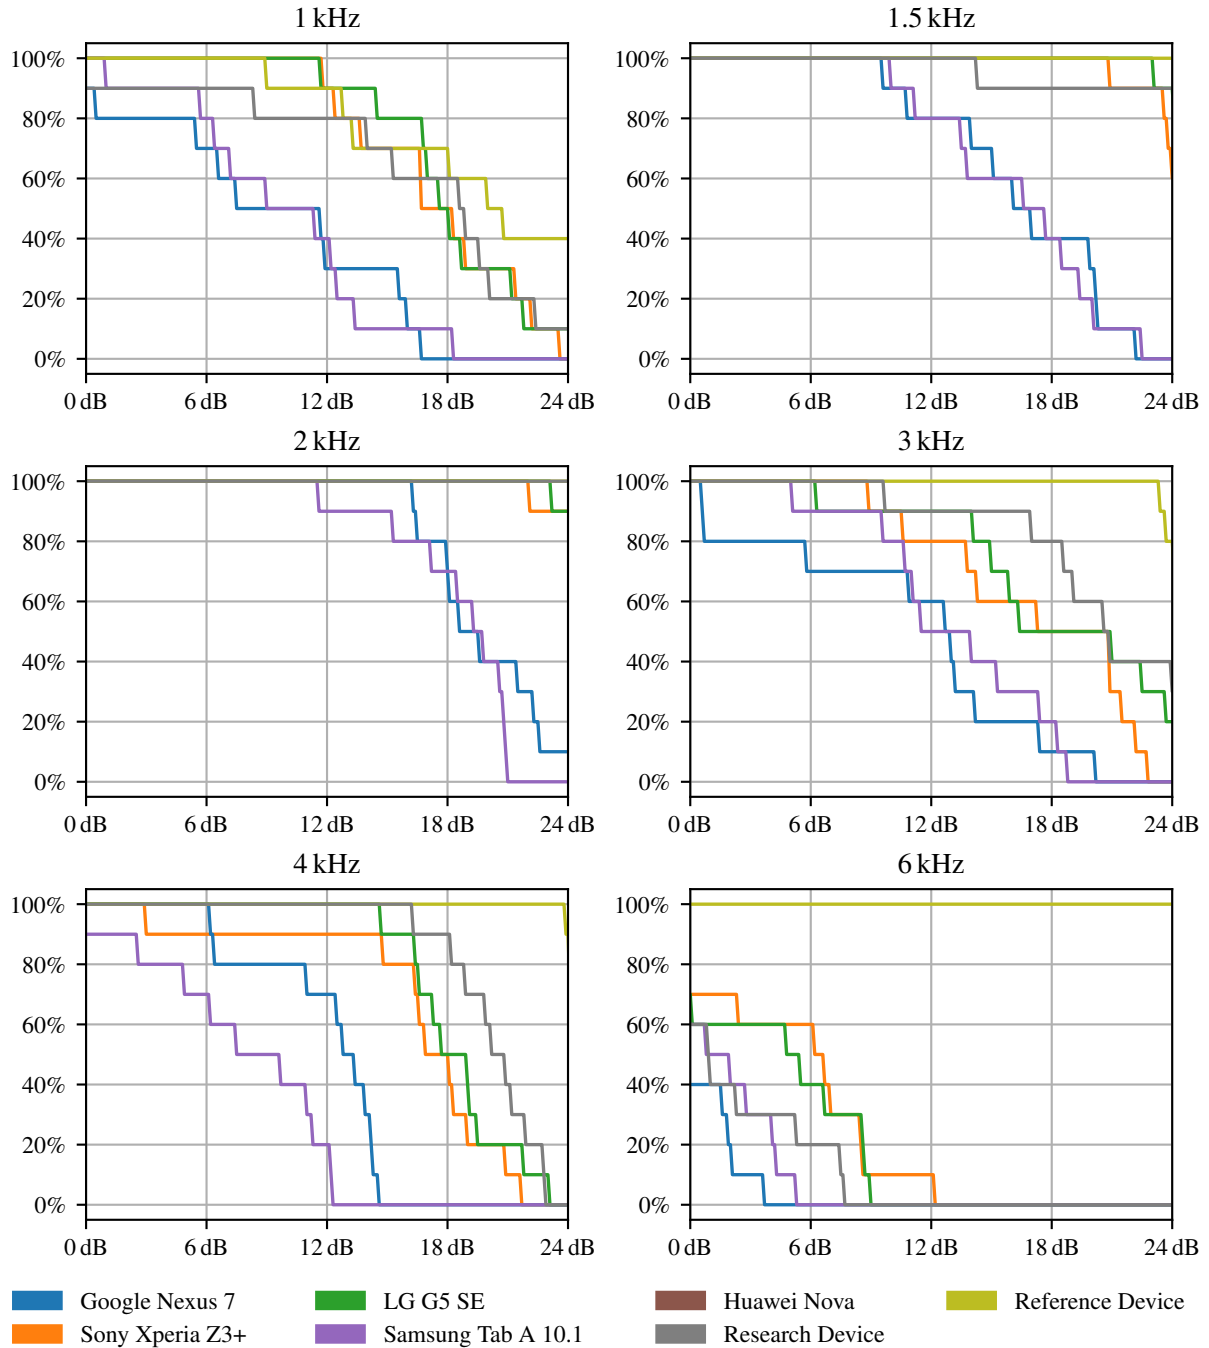 1 kHz
1.5 kHz
100%
80%
60%
40%
20%
0%
0 dB 6 dB 12 dB 18 dB 24 dB
100%
80%
60%
40%
20%
0%
0 dB 6 dB 12 dB 18 dB 24 dB
2 kHz
3 kHz
100%
80%
60%
40%
20%
0%
0 dB 6 dB 12 dB 18 dB 24 dB
100%
80%
60%
40%
20%
0%
0 dB 6 dB 12 dB 18 dB 24 dB
4 kHz
6 kHz
100%
80%
60%
40%
20%
0%
0 dB 6 dB 12 dB 18 dB 24 dB
100%
80%
60%
40%
20%
0%
0 dB 6 dB 12 dB 18 dB 24 dB
Google Nexus 7
Sony Xperia Z3+
LG G5 SE
Samsung Tab A 10.1
Huawei Nova
Research Device
Reference Device